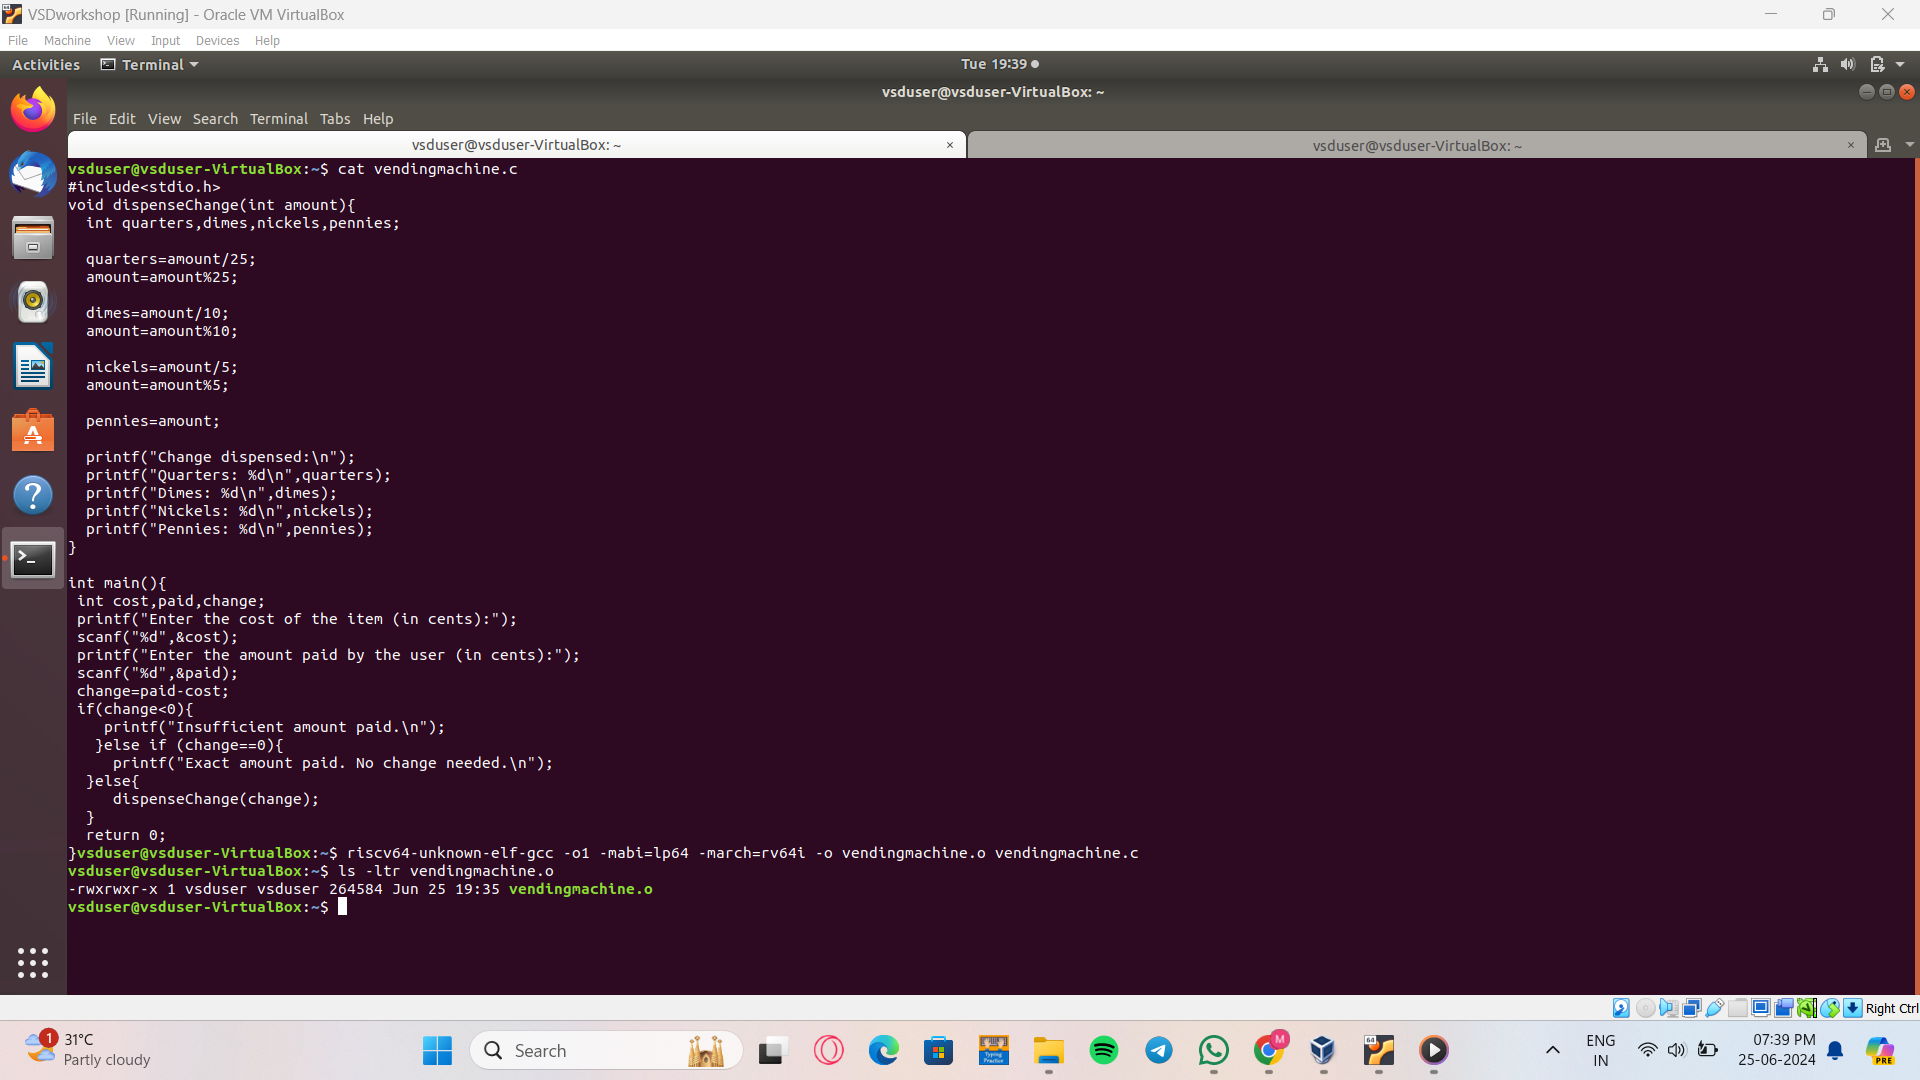 VSDworkshop [Running] - Oracle VM VirtualBox
File Machine View Input Devices Help
Activities Terminal Tue 19:39
vsduser@vsduser-VirtualBox: ~
File Edit View Search Terminal Tabs Help
vsduser@vsduser-VirtualBox: ~ × vsduser@vsduser-VirtualBox: ~ ×
vsduser@vsduser-VirtualBox:~$ cat vendingmachine.c
#include<stdio.h>
void dispenseChange(int amount){
  int quarters,dimes,nickels,pennies;
  quarters=amount/25;
  amount=amount%25;
  dimes=amount/10;
  amount=amount%10;
  nickels=amount/5;
  amount=amount%5;
  pennies=amount;
  printf("Change dispensed:\n");
  printf("Quarters: %d\n",quarters);
  printf("Dimes: %d\n",dimes);
  printf("Nickels: %d\n",nickels);
  printf("Pennies: %d\n",pennies);
}
int main(){
 int cost,paid,change;
 printf("Enter the cost of the item (in cents):");
 scanf("%d",&cost);
 printf("Enter the amount paid by the user (in cents):");
 scanf("%d",&paid);
 change=paid-cost;
 if(change<0){
    printf("Insufficient amount paid.\n");
   }else if (change==0){
     printf("Exact amount paid. No change needed.\n");
  }else{
     dispenseChange(change);
  }
  return 0;
}vsduser@vsduser-VirtualBox:~$ riscv64-unknown-elf-gcc -o1 -mabi=lp64 -march=rv64i -o vendingmachine.o vendingmachine.c
vsduser@vsduser-VirtualBox:~$ ls -ltr vendingmachine.o
-rwxrwxr-x 1 vsduser vsduser 264584 Jun 25 19:35 vendingmachine.o
vsduser@vsduser-VirtualBox:~$
Right Ctrl
1
31°C
Partly cloudy
Search
Typing Practice
M
64
ENG
IN
07:39 PM
25-06-2024
PRE